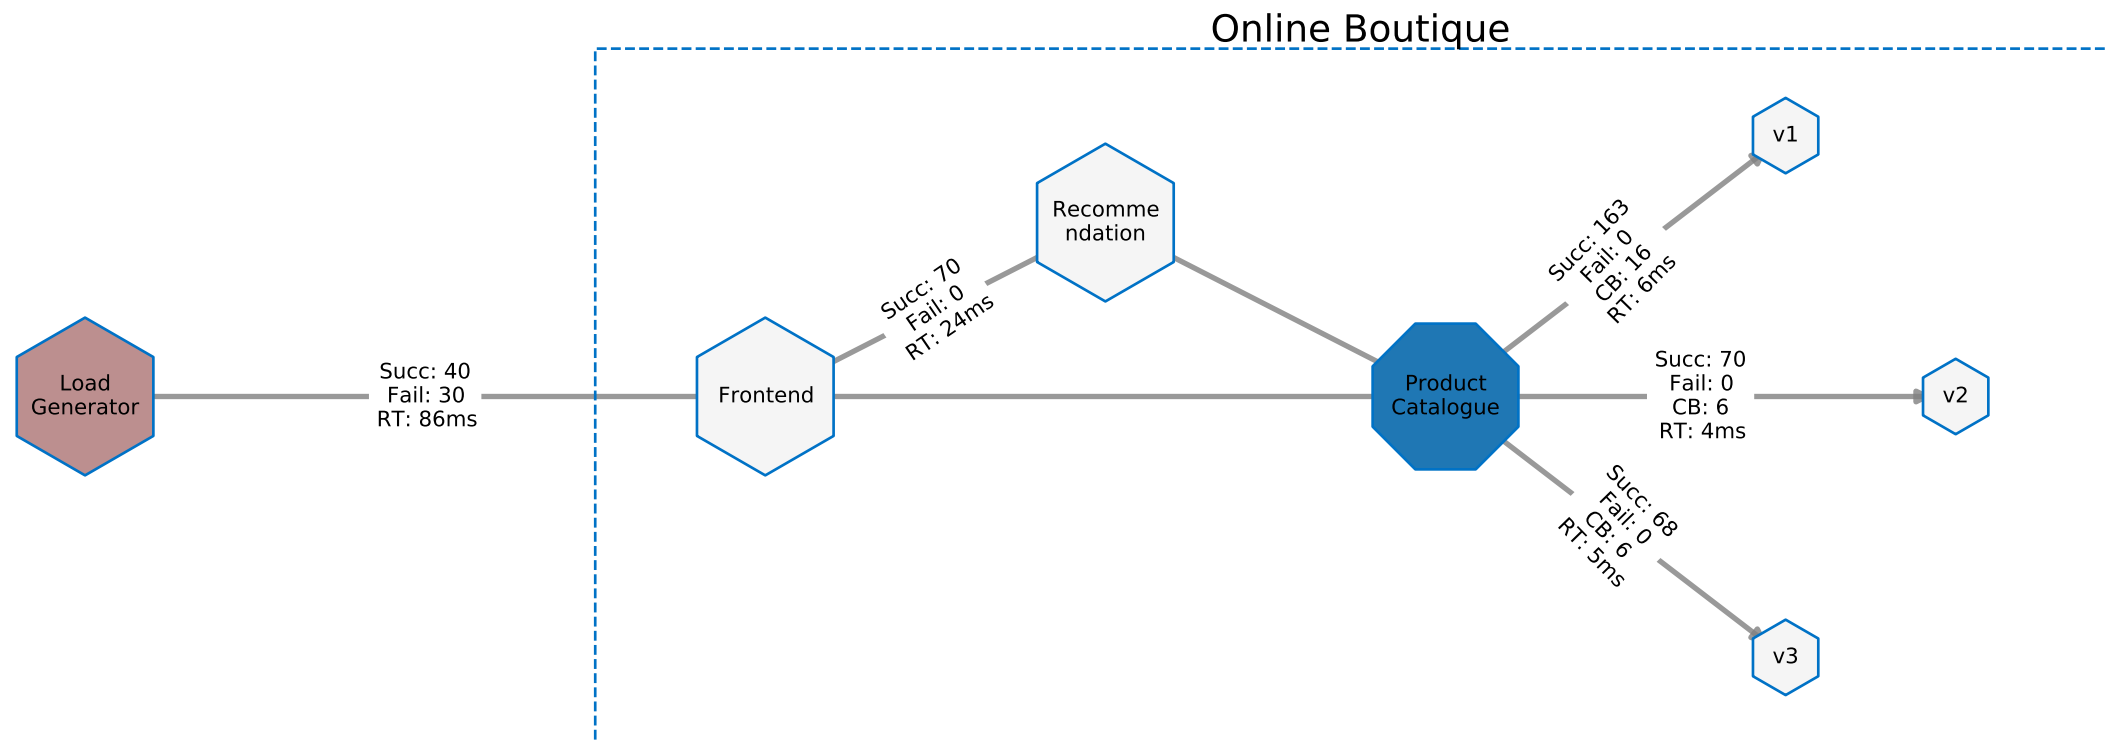 Online Boutique
Load
Generator
Succ: 40
Fail: 30
RT: 86ms
Frontend
Succ: 70
Fail: 0
RT: 24ms
Recomme
ndation
Product
Catalogue
Succ: 163
Fail: 0
CB: 16
RT: 6ms
v1
Succ: 70
Fail: 0
CB: 6
RT: 4ms
v2
Succ: 68
Fail: 0
CB: 6
RT: 5ms
v3